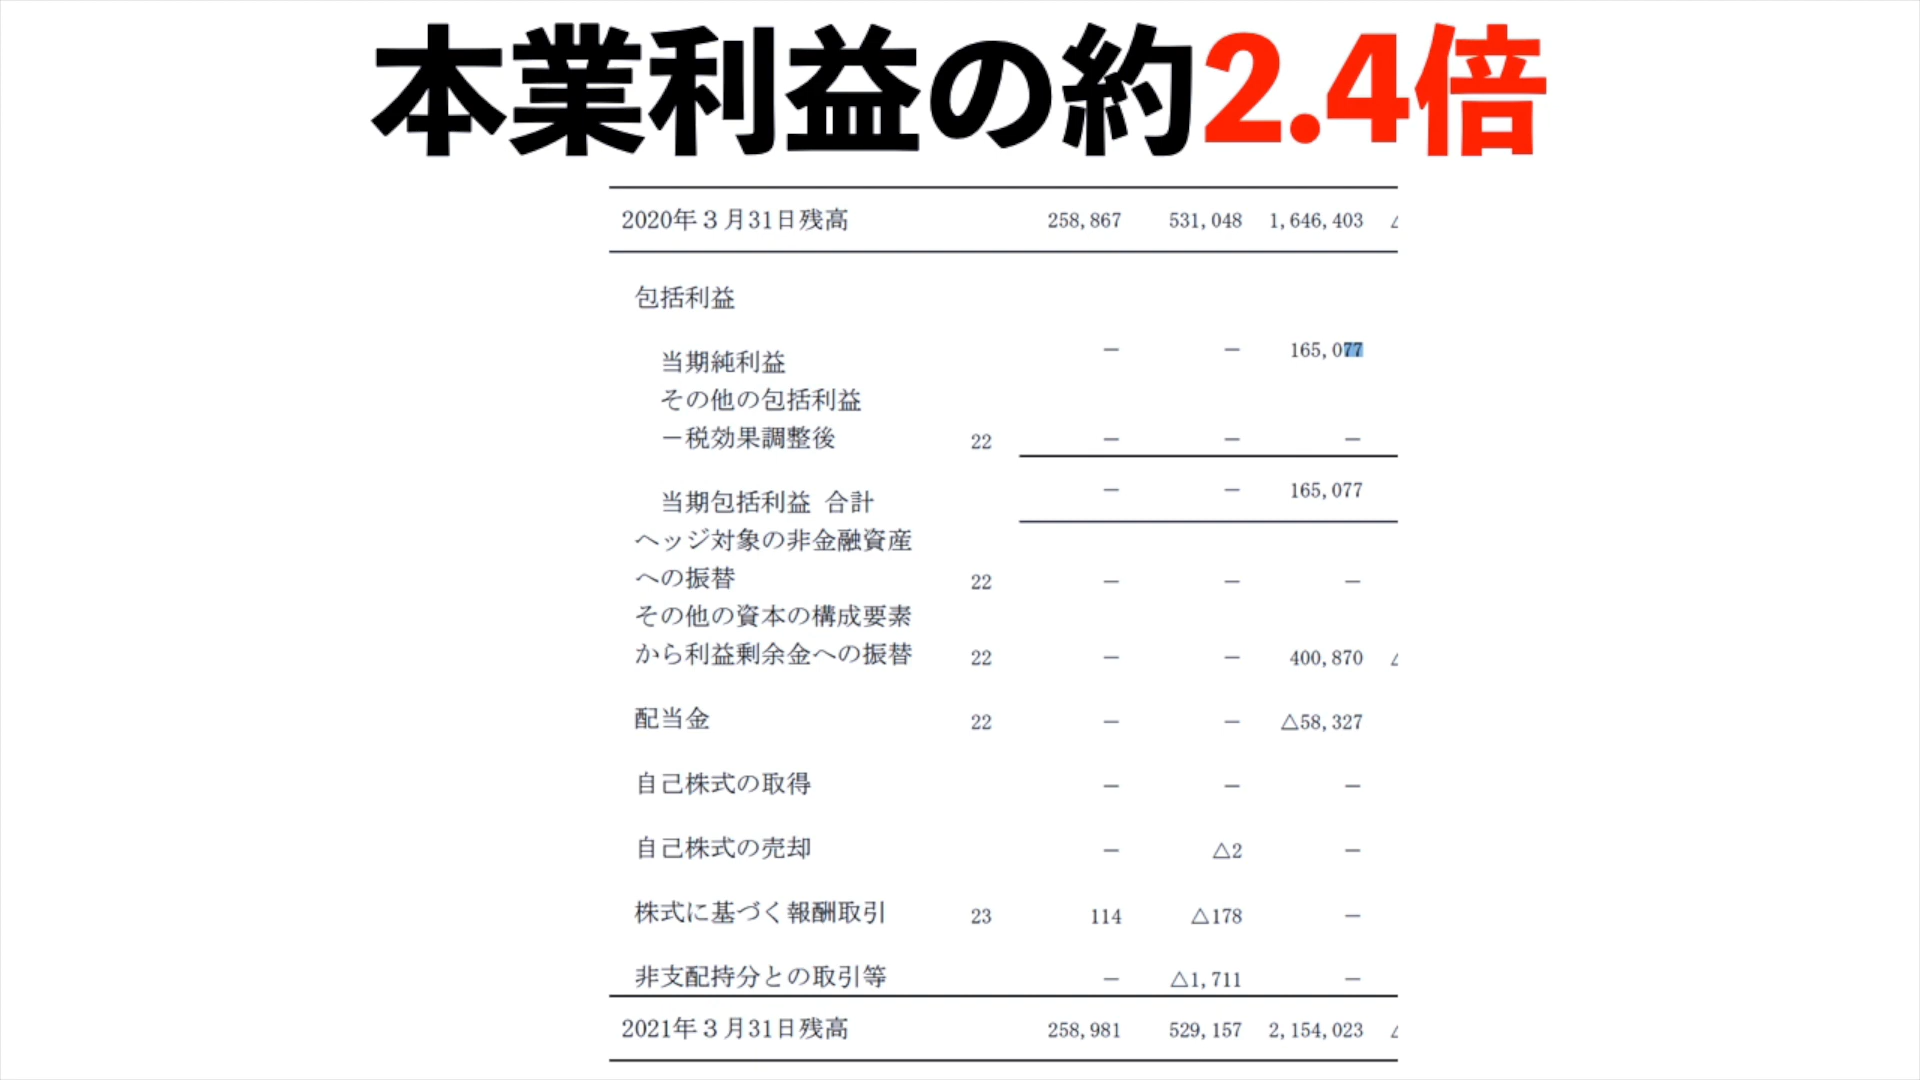 本業利益の約2.4倍
2020年３月31日残高 258,867 531,048 1,646,403
包括利益
当期純利益 － － 165,077
その他の包括利益
－税効果調整後 22 － － －
当期包括利益 合計 － － 165,077
ヘッジ対象の非金融資産
への振替 22 － － －
その他の資本の構成要素
から利益剰余金への振替 22 － － 400,870
配当金 22 － － △58,327
自己株式の取得 － － －
自己株式の売却 － △2 －
株式に基づく報酬取引 23 114 △178 －
非支配持分との取引等 － △1,711 －
2021年３月31日残高 258,981 529,157 2,154,023